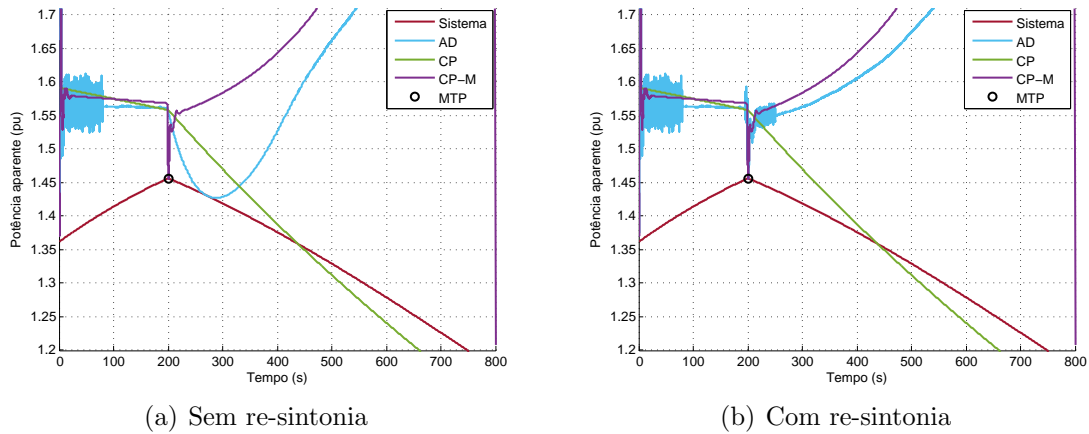 1.7
1.65
1.6
1.55
1.5
1.45
1.4
1.35
1.3
1.25
1.2
Potência aparente (pu)
0 100 200 300 400 500 600 700 800
Tempo (s)
Sistema
AD
CP
CP−M
MTP
(a) Sem re-sintonia
1.7
1.65
1.6
1.55
1.5
1.45
1.4
1.35
1.3
1.25
1.2
Potência aparente (pu)
0 100 200 300 400 500 600 700 800
Tempo (s)
Sistema
AD
CP
CP−M
MTP
(b) Com re-sintonia